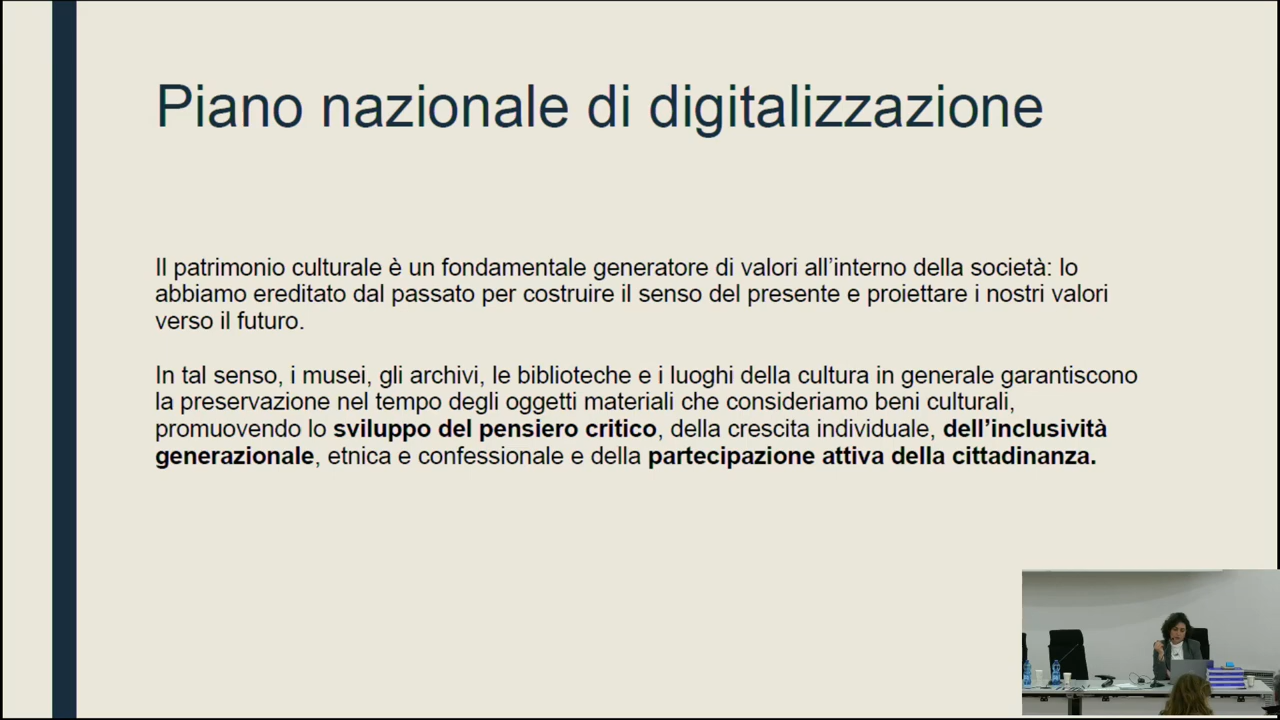 Piano nazionale di digitalizzazione
Il patrimonio culturale è un fondamentale generatore di valori all’interno della società: lo
abbiamo ereditato dal passato per costruire il senso del presente e proiettare i nostri valori
verso il futuro.
In tal senso, i musei, gli archivi, le biblioteche e i luoghi della cultura in generale garantiscono
la preservazione nel tempo degli oggetti materiali che consideriamo beni culturali,
promuovendo lo sviluppo del pensiero critico, della crescita individuale, dell’inclusività
generazionale, etnica e confessionale e della partecipazione attiva della cittadinanza.